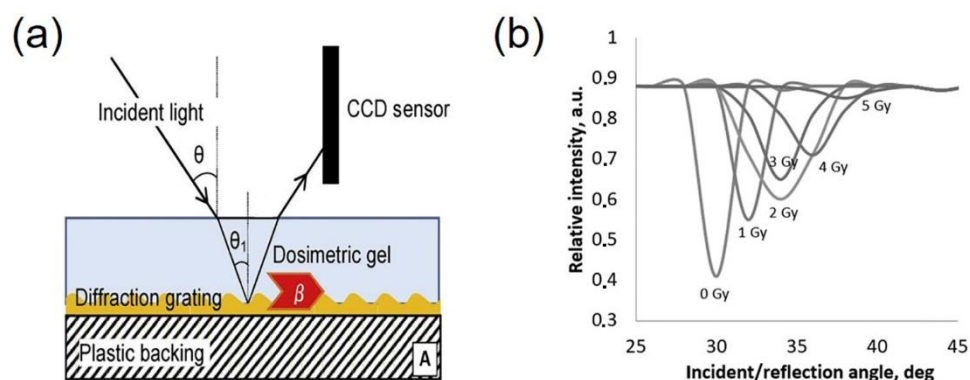 (a)
Incident light
θ
CCD sensor
θ1
Dosimetric gel
Diffraction grating
β
Plastic backing
A
(b)
Relative intensity, a.u.
1
0.9
0.8
0.7
0.6
0.5
0.4
0.3
5 Gy
3 Gy
4 Gy
2 Gy
1 Gy
0 Gy
25
30
35
40
45
Incident/reflection angle, deg